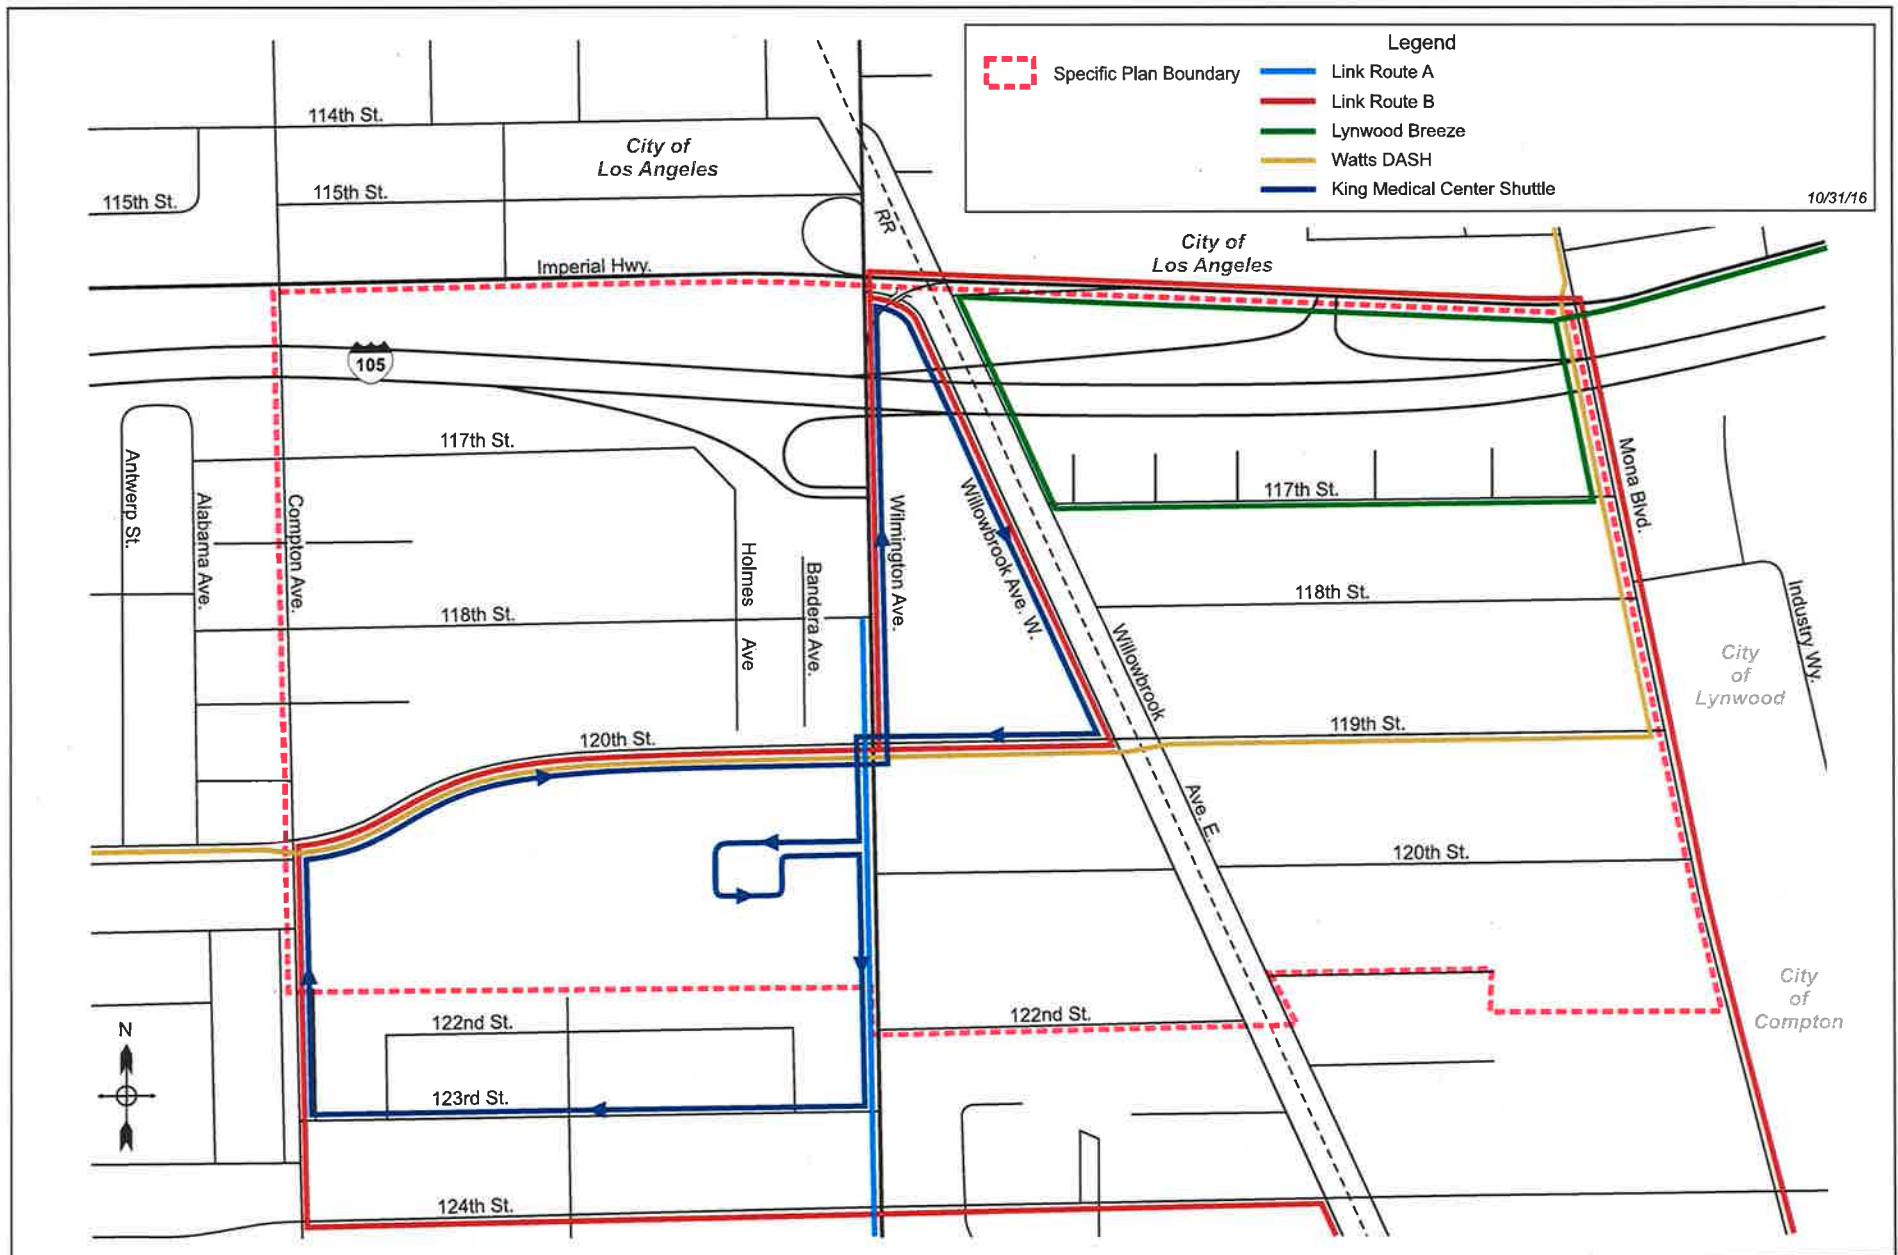 Legend
Specific Plan Boundary
Link Route A
Link Route B
Lynwood Breeze
Watts DASH
King Medical Center Shuttle
10/31/16
114th St.
City of
Los Angeles
115th St.
115th St.
RR
Imperial Hwy.
City of
Los Angeles
105
117th St.
Antwerp St.
Alabama Ave.
Compton Ave.
Holmes
Ave
Bandera Ave.
Wilmington Ave.
Willowbrook Ave. W.
117th St.
Mona Blvd.
118th St.
118th St.
Industry Wy.
Willowbrook
Ave. E.
City
of
Lynwood
120th St.
119th St.
120th St.
City
of
Compton
122nd St.
122nd St.
N
123rd St.
124th St.